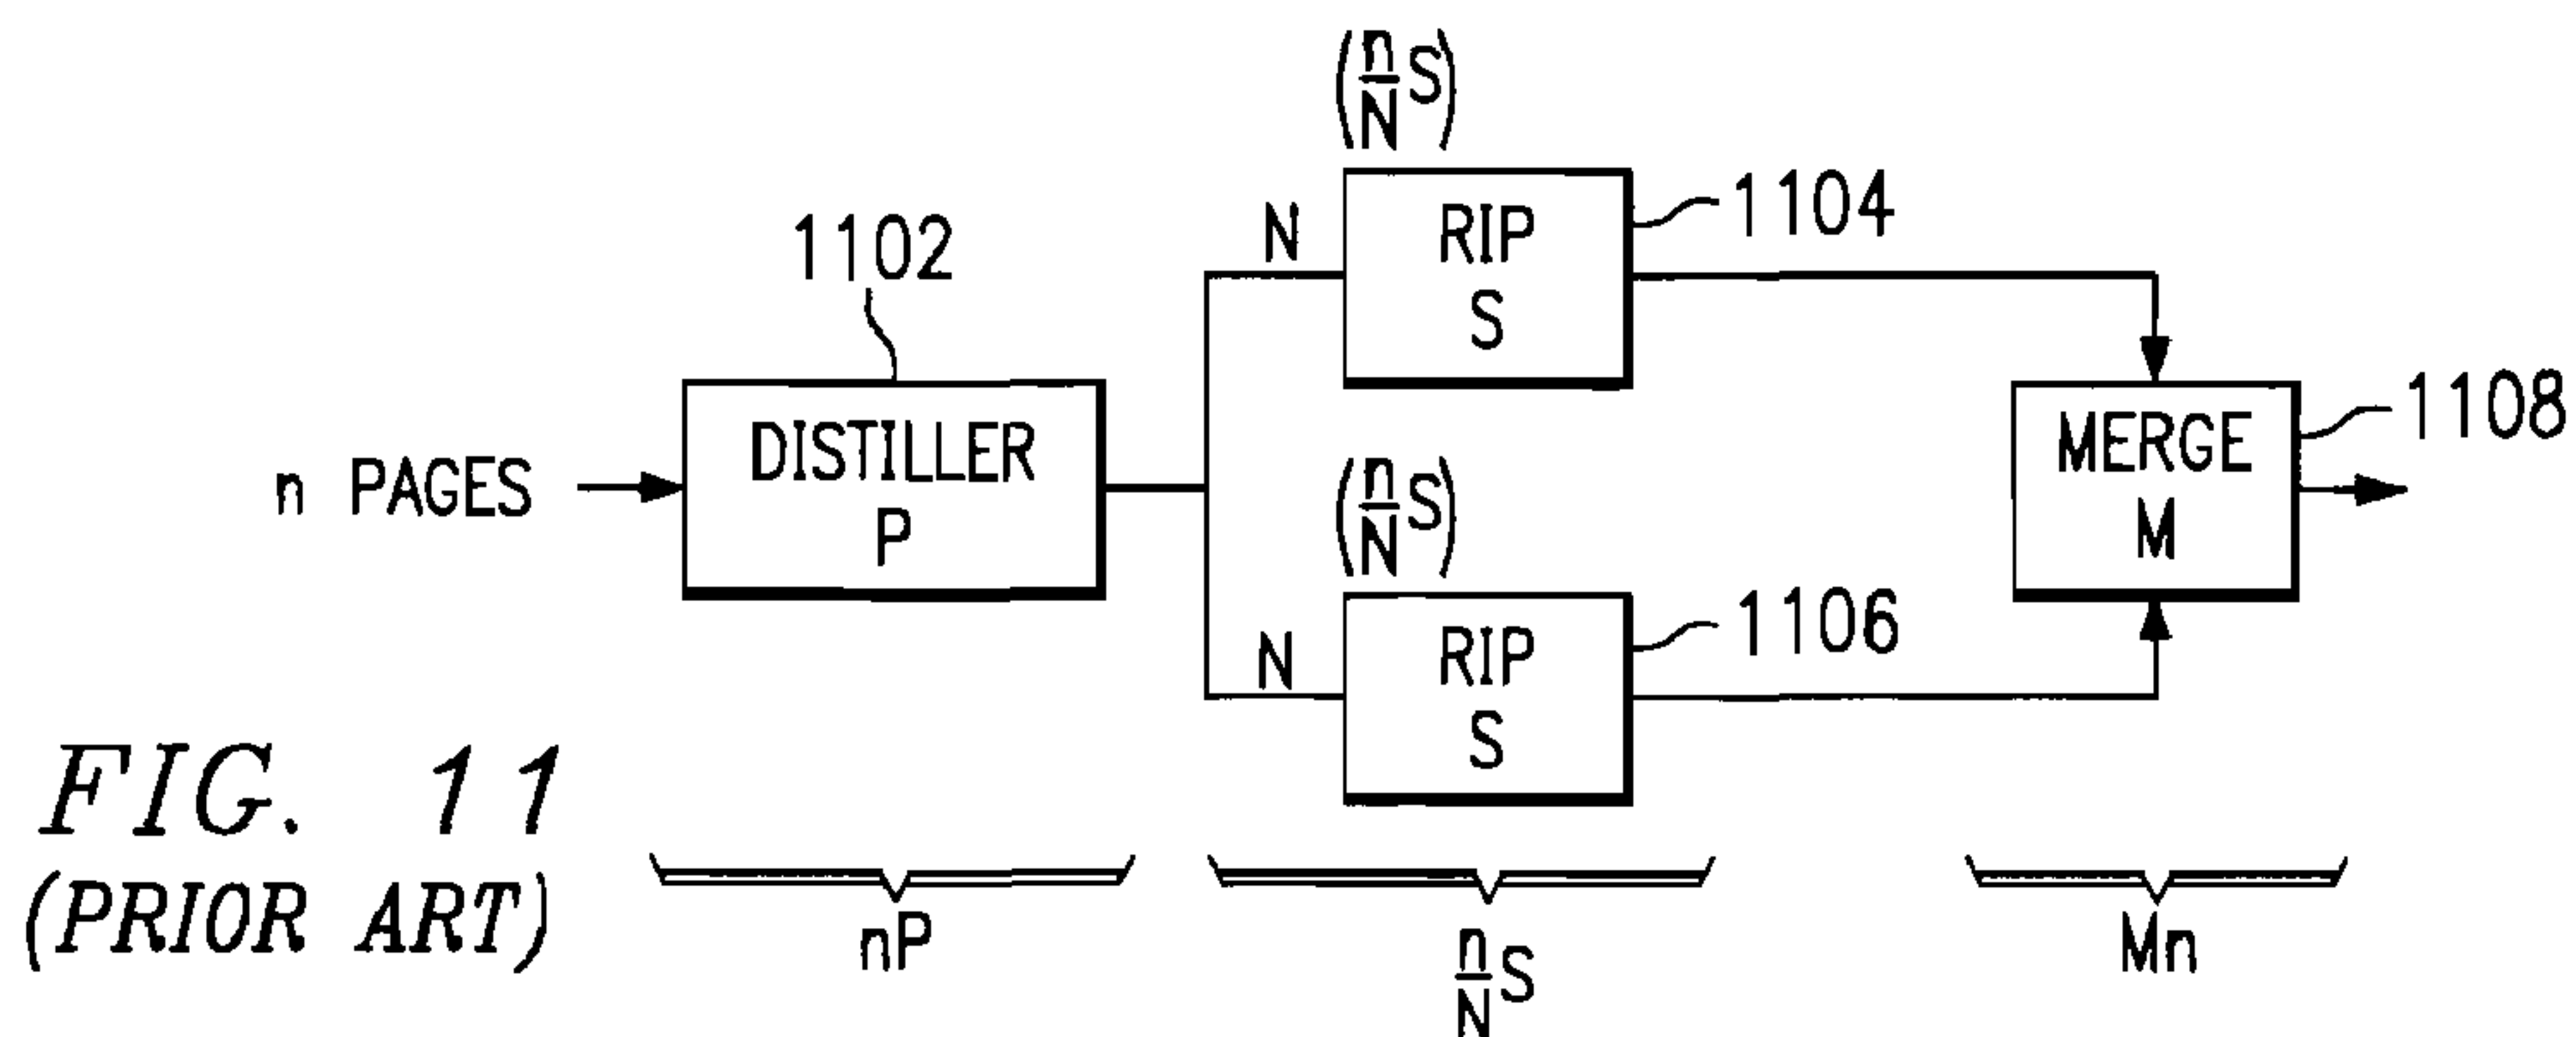 (n/N S)
1104
N
RIP
S
1102
n PAGES
DISTILLER
P
(n/N S)
1106
N
RIP
S
MERGE
M
1108
FIG. 11
(PRIOR ART)
nP
n/N S
Mn